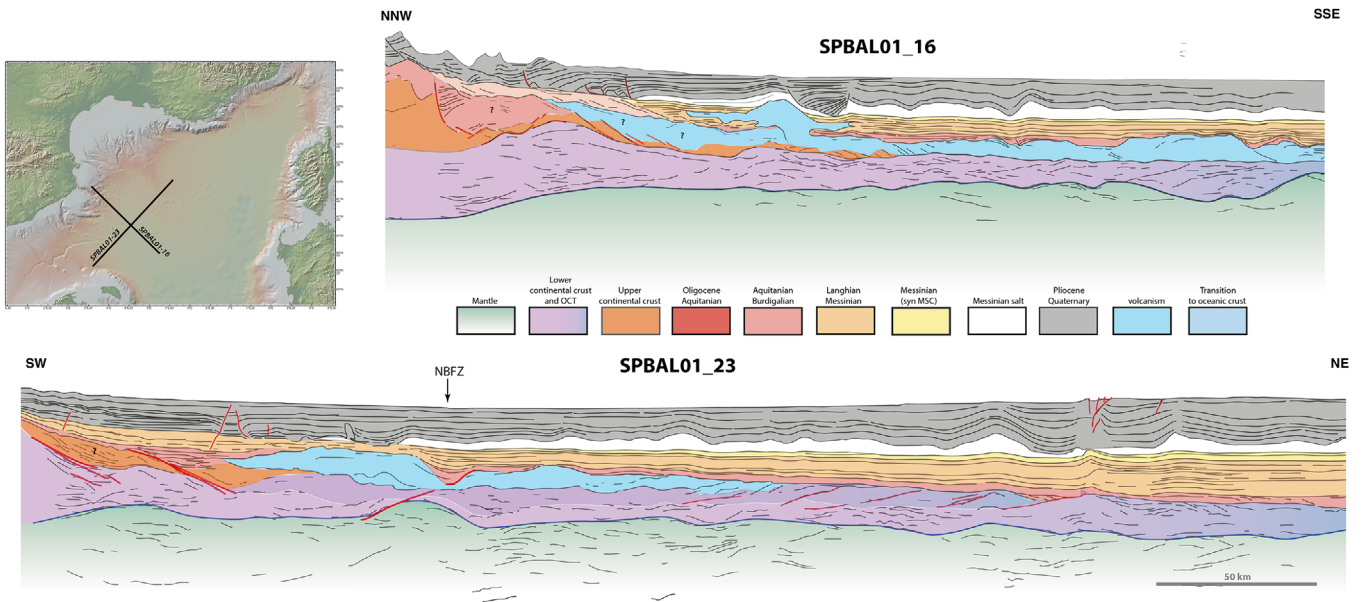 NNW
SSE
SPBAL01_16
SPBAL01-23
SPBAL01-16
?
?
?
Mantle
Lower
continental crust
and OCT
Upper
continental crust
Oligocene
Aquitanian
Aquitanian
Burdigalian
Langhian
Messinian
Messinian
(syn MSC)
Messinian salt
Pliocene
Quaternary
volcanism
Transition
to oceanic crust
SW
SPBAL01_23
NE
NBFZ
?
50 km